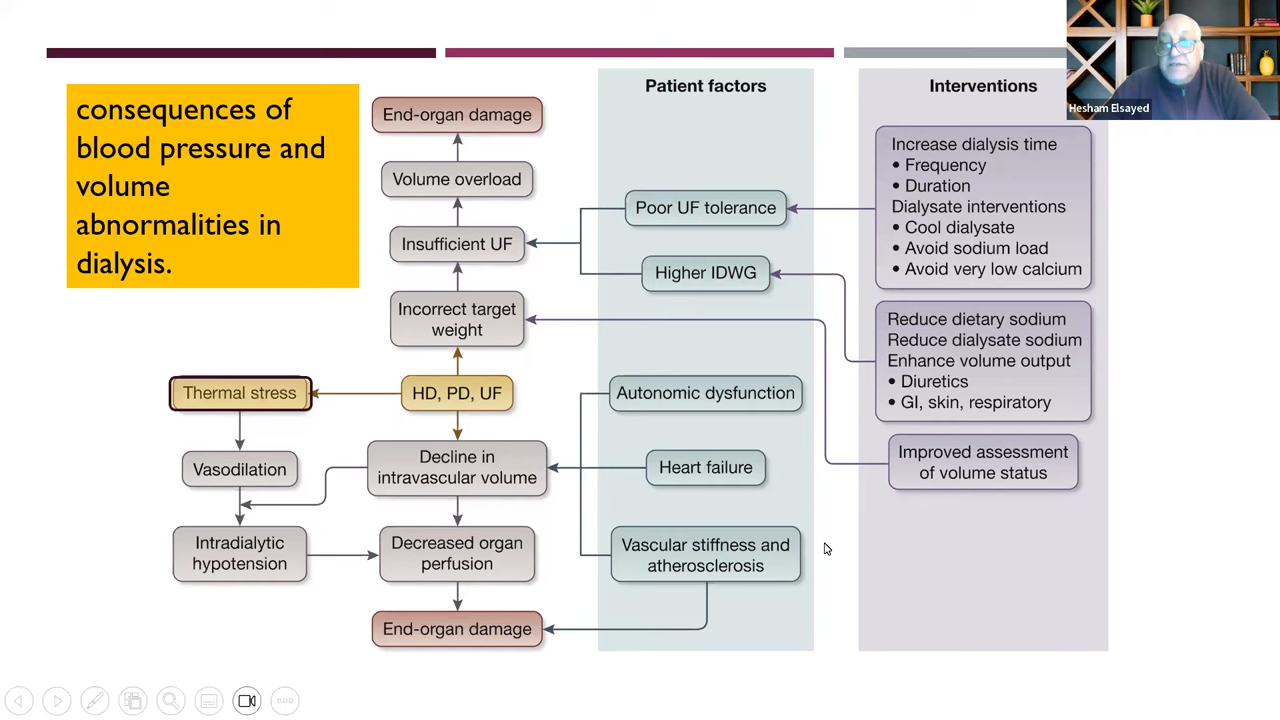 consequences of
blood pressure and
volume
abnormalities in
dialysis.
End-organ damage
Volume overload
Insufficient UF
Incorrect target
weight
Thermal stress
HD, PD, UF
Vasodilation
Decline in
intravascular volume
Intradialytic
hypotension
Decreased organ
perfusion
End-organ damage
Patient factors
Poor UF tolerance
Higher IDWG
Autonomic dysfunction
Heart failure
Vascular stiffness and
atherosclerosis
Interventions
Increase dialysis time
• Frequency
• Duration
Dialysate interventions
• Cool dialysate
• Avoid sodium load
• Avoid very low calcium
Reduce dietary sodium
Reduce dialysate sodium
Enhance volume output
• Diuretics
• GI, skin, respiratory
Improved assessment
of volume status
Hesham Elsayed